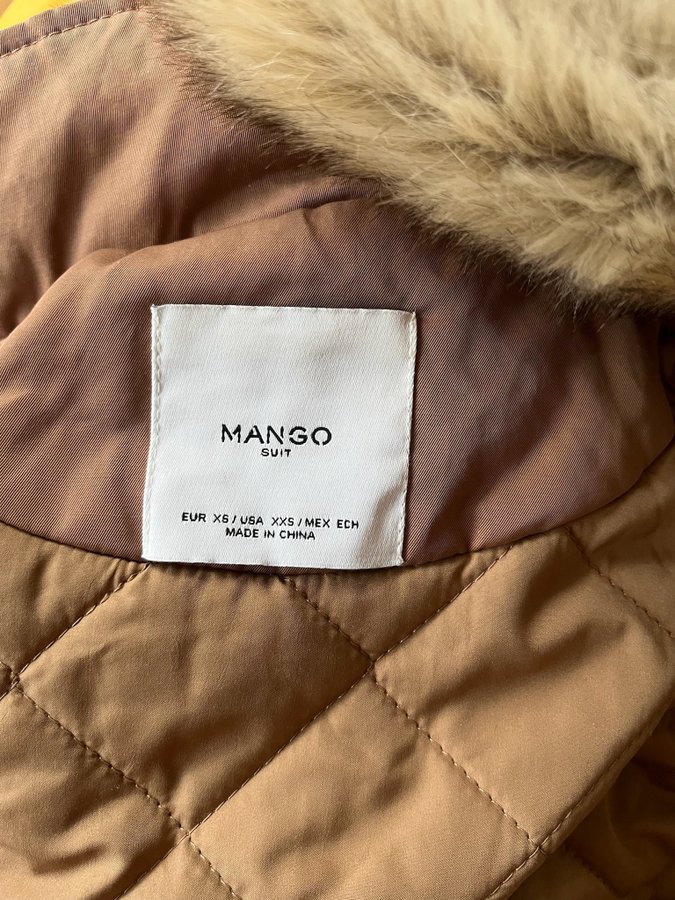 MANGO
SUIT
EUR XS / USA XXS / MEX ECH
MADE IN CHINA